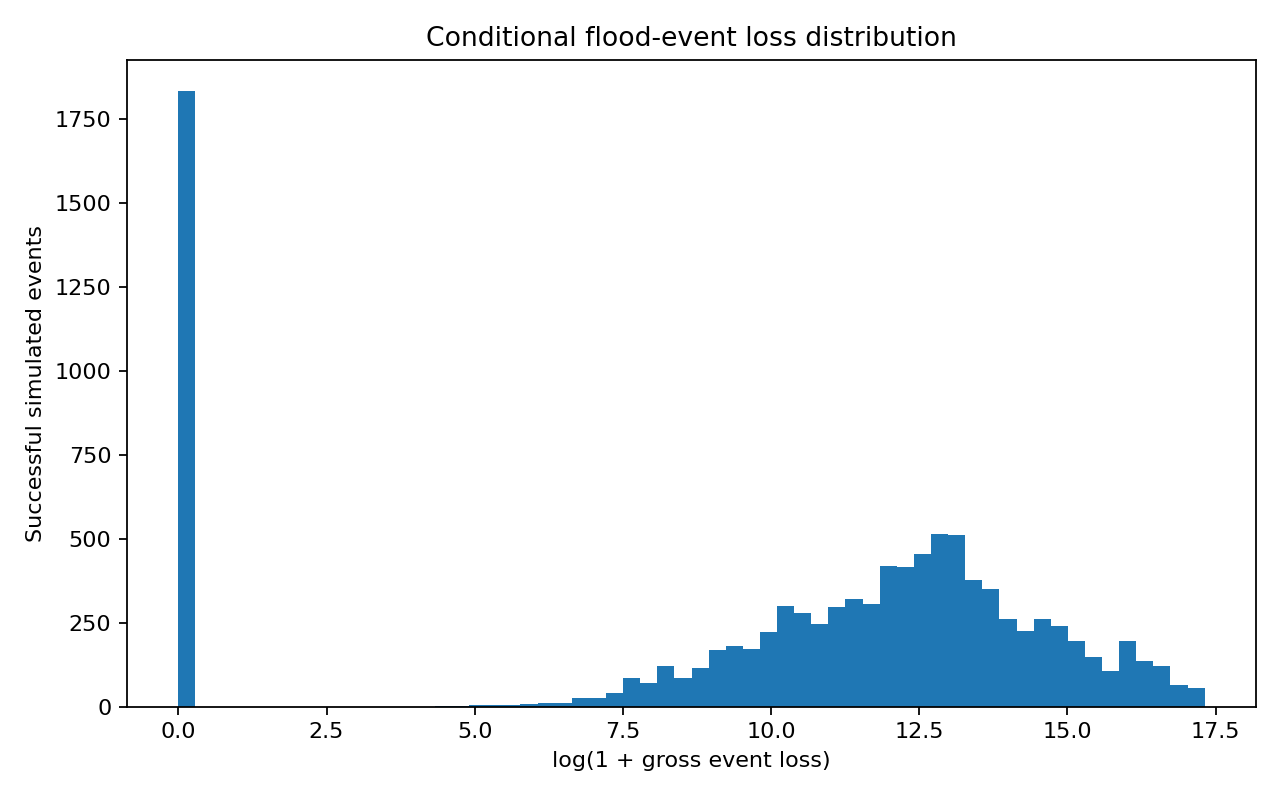 Conditional flood-event loss distribution
Successful simulated events
1750
1500
1250
1000
750
500
250
0
0.0 2.5 5.0 7.5 10.0 12.5 15.0 17.5
log(1 + gross event loss)